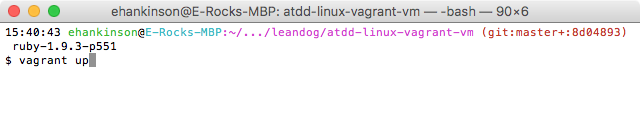 ehankinson@E-Rocks-MBP: atdd-linux-vagrant-vm — -bash — 90×6
15:40:43 ehankinson@E-Rocks-MBP:~/.../leandog/atdd-linux-vagrant-vm (git:master+:8d04893)
ruby-1.9.3-p551
$ vagrant up